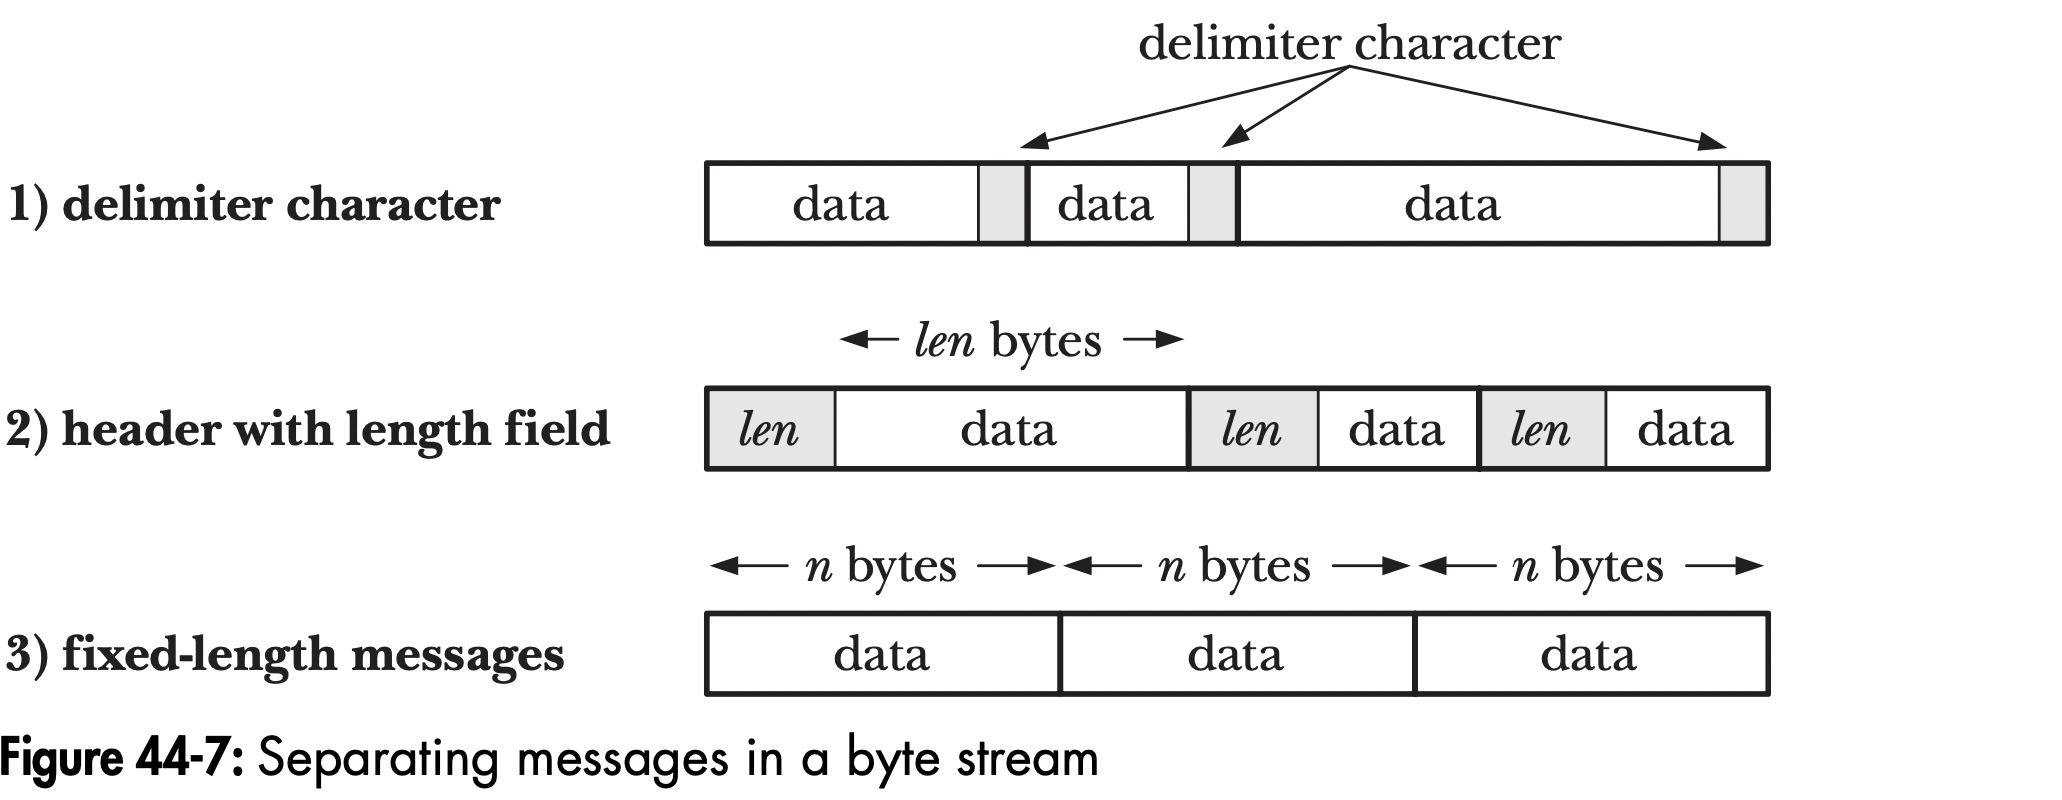 delimiter character
1) delimiter character data data data
len bytes
2) header with length field len data len data len data
n bytes n bytes n bytes
3) fixed-length messages data data data
Figure 44-7: Separating messages in a byte stream